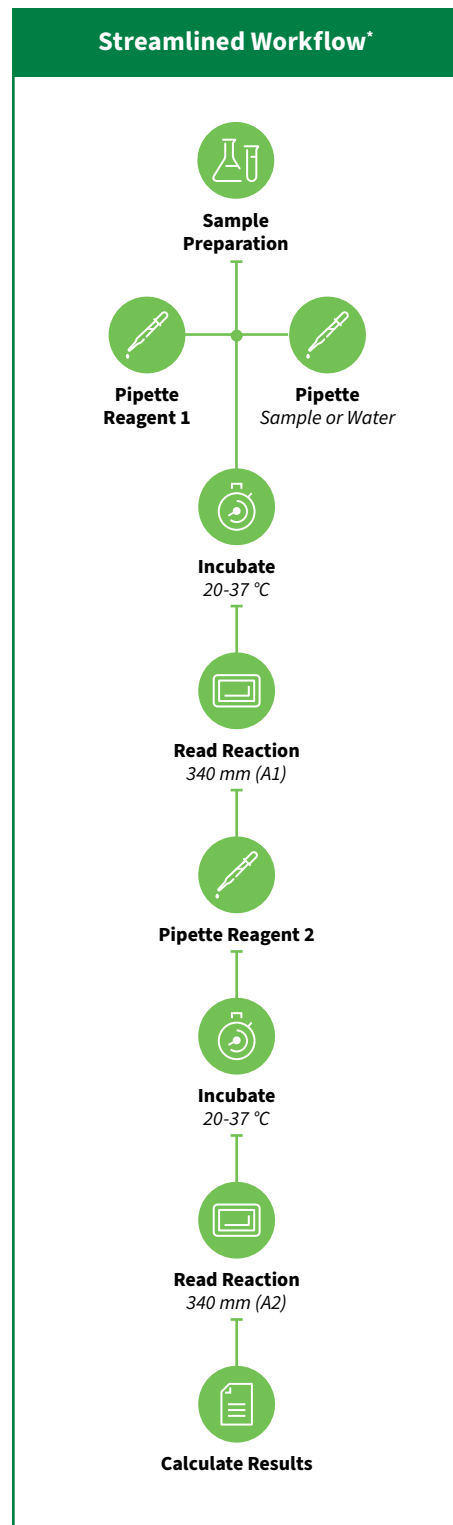 Streamlined Workflow*
Sample
Preparation
Pipette
Reagent 1
Pipette
Sample or Water
Incubate
20-37 °C
Read Reaction
340 mm (A1)
Pipette Reagent 2
Incubate
20-37 °C
Read Reaction
340 mm (A2)
Calculate Results